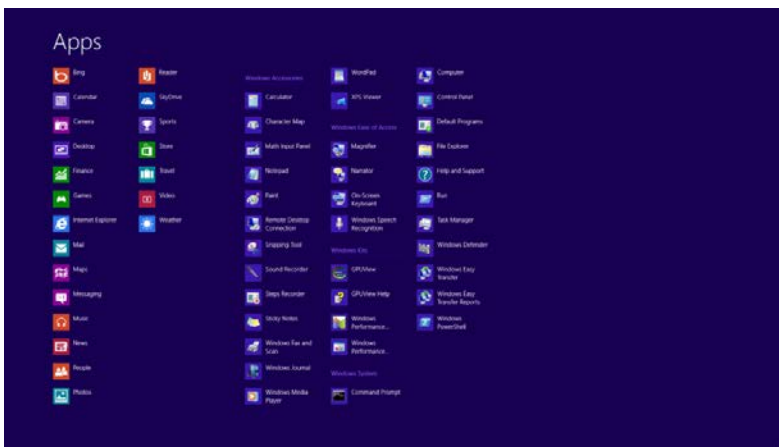 Apps
Bing
Calendar
Camera
Desktop
Finance
Games
Internet Explorer
Mail
Maps
Messaging
Music
News
People
Photos
Reader
SkyDrive
Sports
Store
Travel
Video
Weather
Windows Accessories
Calculator
Character Map
Math Input Panel
Notepad
Paint
Remote Desktop
Connection
Snipping Tool
Sound Recorder
Steps Recorder
Sticky Notes
Windows Fax and
Scan
Windows Journal
Windows Media
Player
WordPad
XPS Viewer
Windows Ease of Access
Magnifier
Narrator
On-Screen
Keyboard
Windows Speech
Recognition
Windows Kits
GPUView
GPUView Help
Windows
Performance...
Windows
Performance...
Windows System
Command Prompt
Computer
Control Panel
Default Programs
File Explorer
Help and Support
Run
Task Manager
Windows Defender
Windows Easy
Transfer
Windows Easy
Transfer Reports
Windows
PowerShell